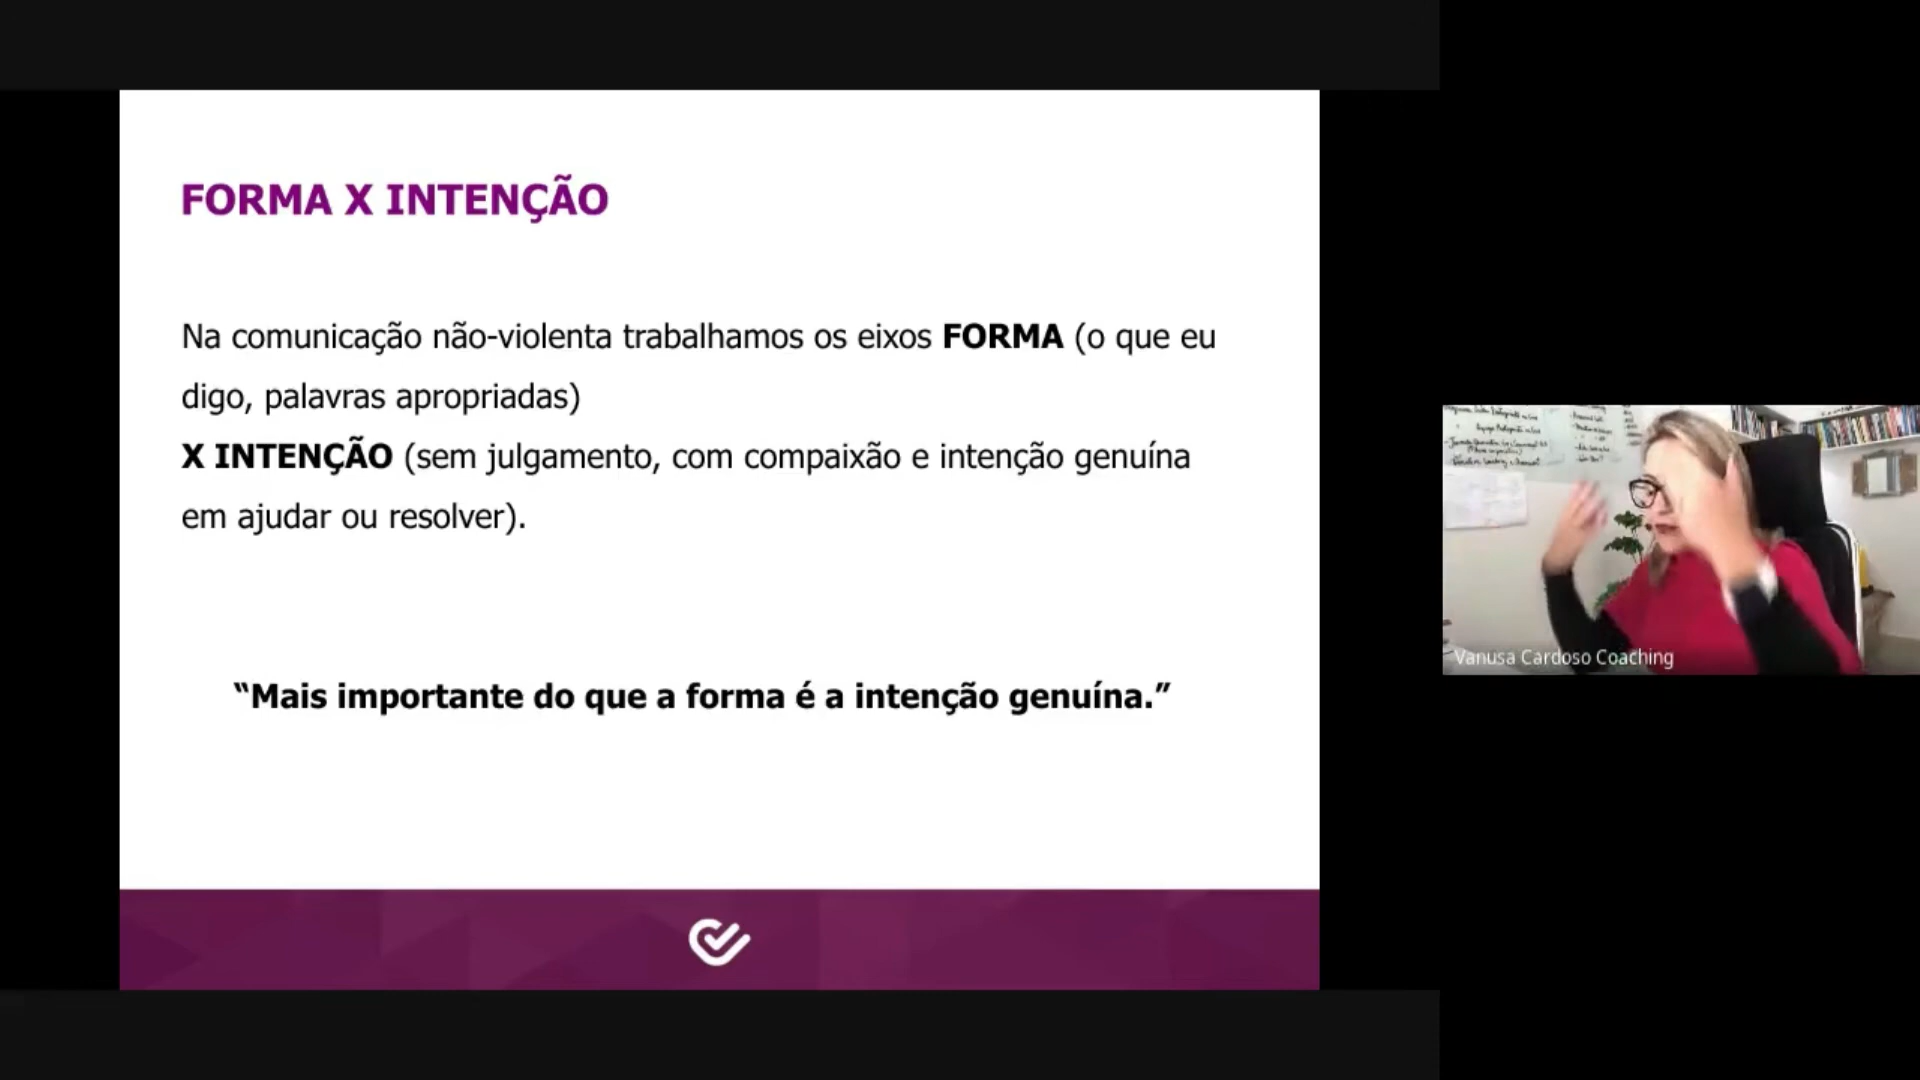 FORMA X INTENÇÃO
Na comunicação não-violenta trabalhamos os eixos FORMA (o que eu
digo, palavras apropriadas)
X INTENÇÃO (sem julgamento, com compaixão e intenção genuína
em ajudar ou resolver).
“Mais importante do que a forma é a intenção genuína.”
Vanusa Cardoso Coaching